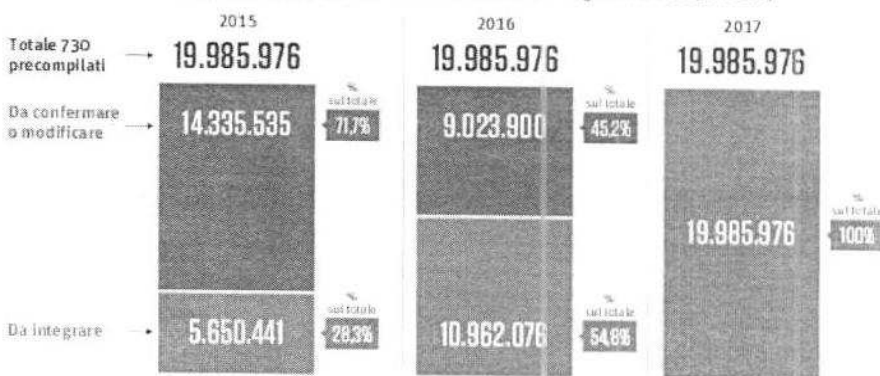 2015
2016
2017
Totale 730
precompilati
19.985.976
19.985.976
19.985.976
Da confermare
o modificare
14.335.535
%
sul totale
71,7%
9.023.900
%
sul totale
45,2%
19.985.976
%
sul totale
100%
Da integrare
5.650.441
%
sul totale
28,3%
10.962.076
%
sul totale
54,8%